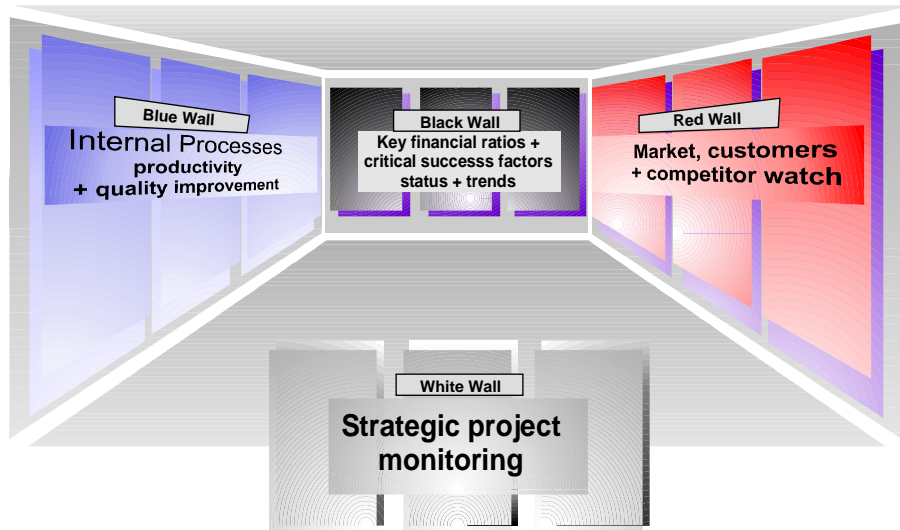 Blue Wall
Internal Processes
productivity
+ quality improvement
Black Wall
Key financial ratios +
critical successs factors
status + trends
Red Wall
Market, customers
+ competitor watch
White Wall
Strategic project
monitoring